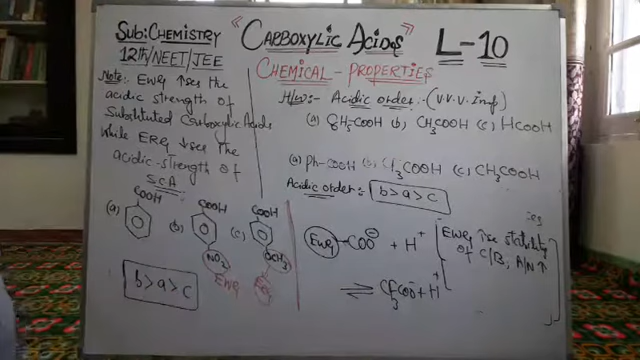 Sub: Chemistry
12th/NEET/JEE
"Carboxylic Acids"
L-10
Chemical - Properties
Note: EWG ↑ses the
acidic strength of
Substituted Carboxylic Acids
while ERG ↓ses the
acidic-strength of
SCA
COOH
COOH
COOH
(a)
(b)
(c)
NO2
OCH3
EWG
b > a > c
Acidic order:- (V.V.V. Imp)
(a) C6H5-COOH (b) CH3COOH (c) HCOOH
(a) Ph-COOH (b) CF3COOH (c) CH3COOH
Acidic order:- b > a > c
EWG-COO⊖ + H+
EWG ↑se stability
of C/B, A/N ↑
⇌ CF3COO- + H+